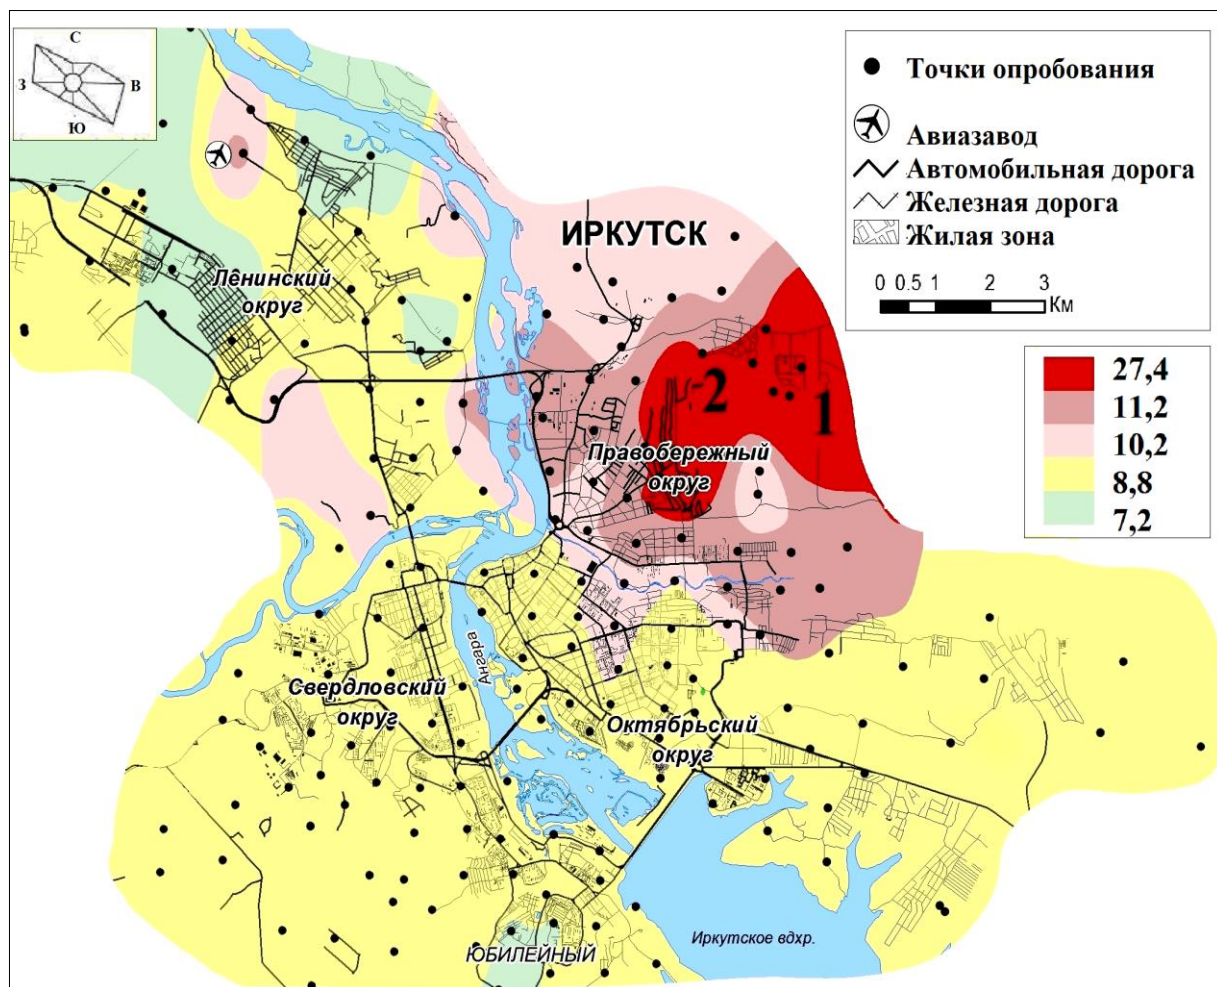 С
З
В
Ю
Точки опробования
Авиазавод
Автомобильная дорога
Железная дорога
Жилая зона
0 0.5 1 2 3
Км
27,4
11,2
10,2
8,8
7,2
ИРКУТСК
Ленинский
округ
2
1
Правобережный
округ
Ангара
Свердловский
округ
Октябрьский
округ
Иркутское вдхр.
ЮБИЛЕЙНЫЙ